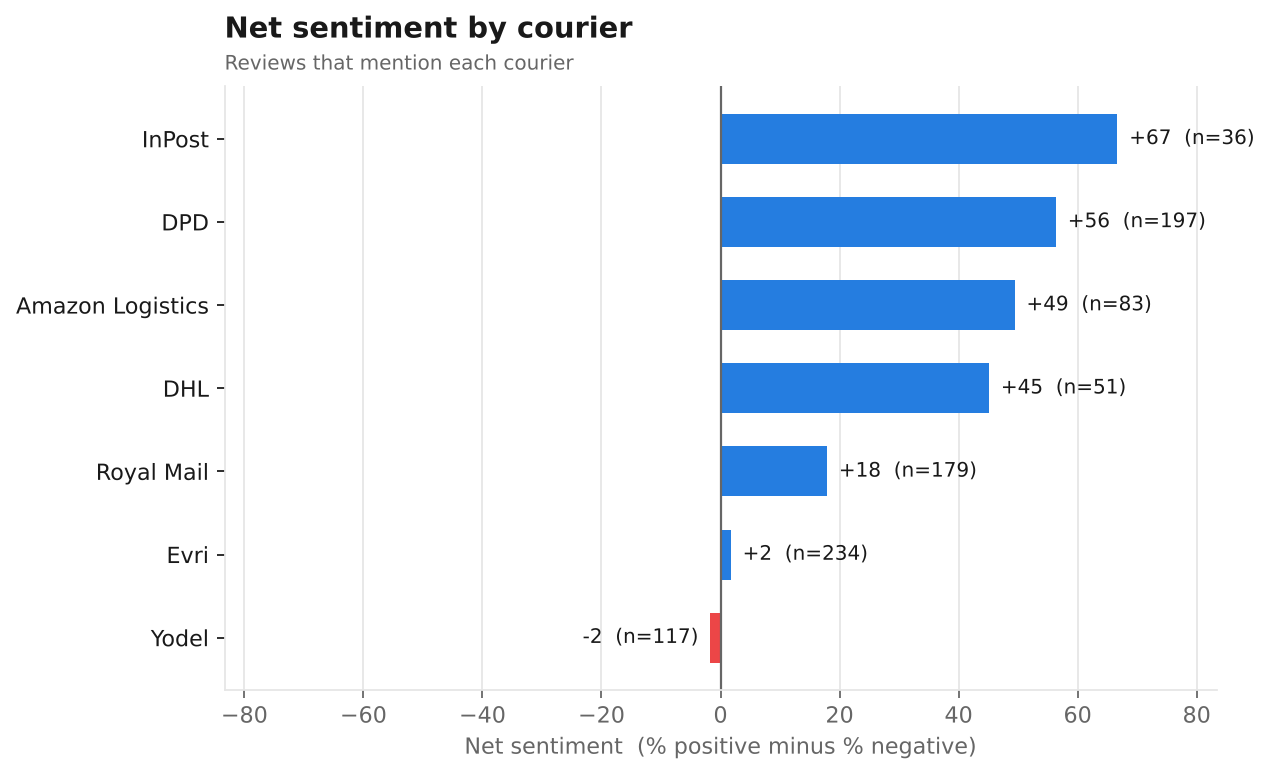 Net sentiment by courier
Reviews that mention each courier
InPost +67 (n=36)
DPD +56 (n=197)
Amazon Logistics +49 (n=83)
DHL +45 (n=51)
Royal Mail +18 (n=179)
Evri +2 (n=234)
Yodel -2 (n=117)
−80 −60 −40 −20 0 20 40 60 80
Net sentiment (% positive minus % negative)